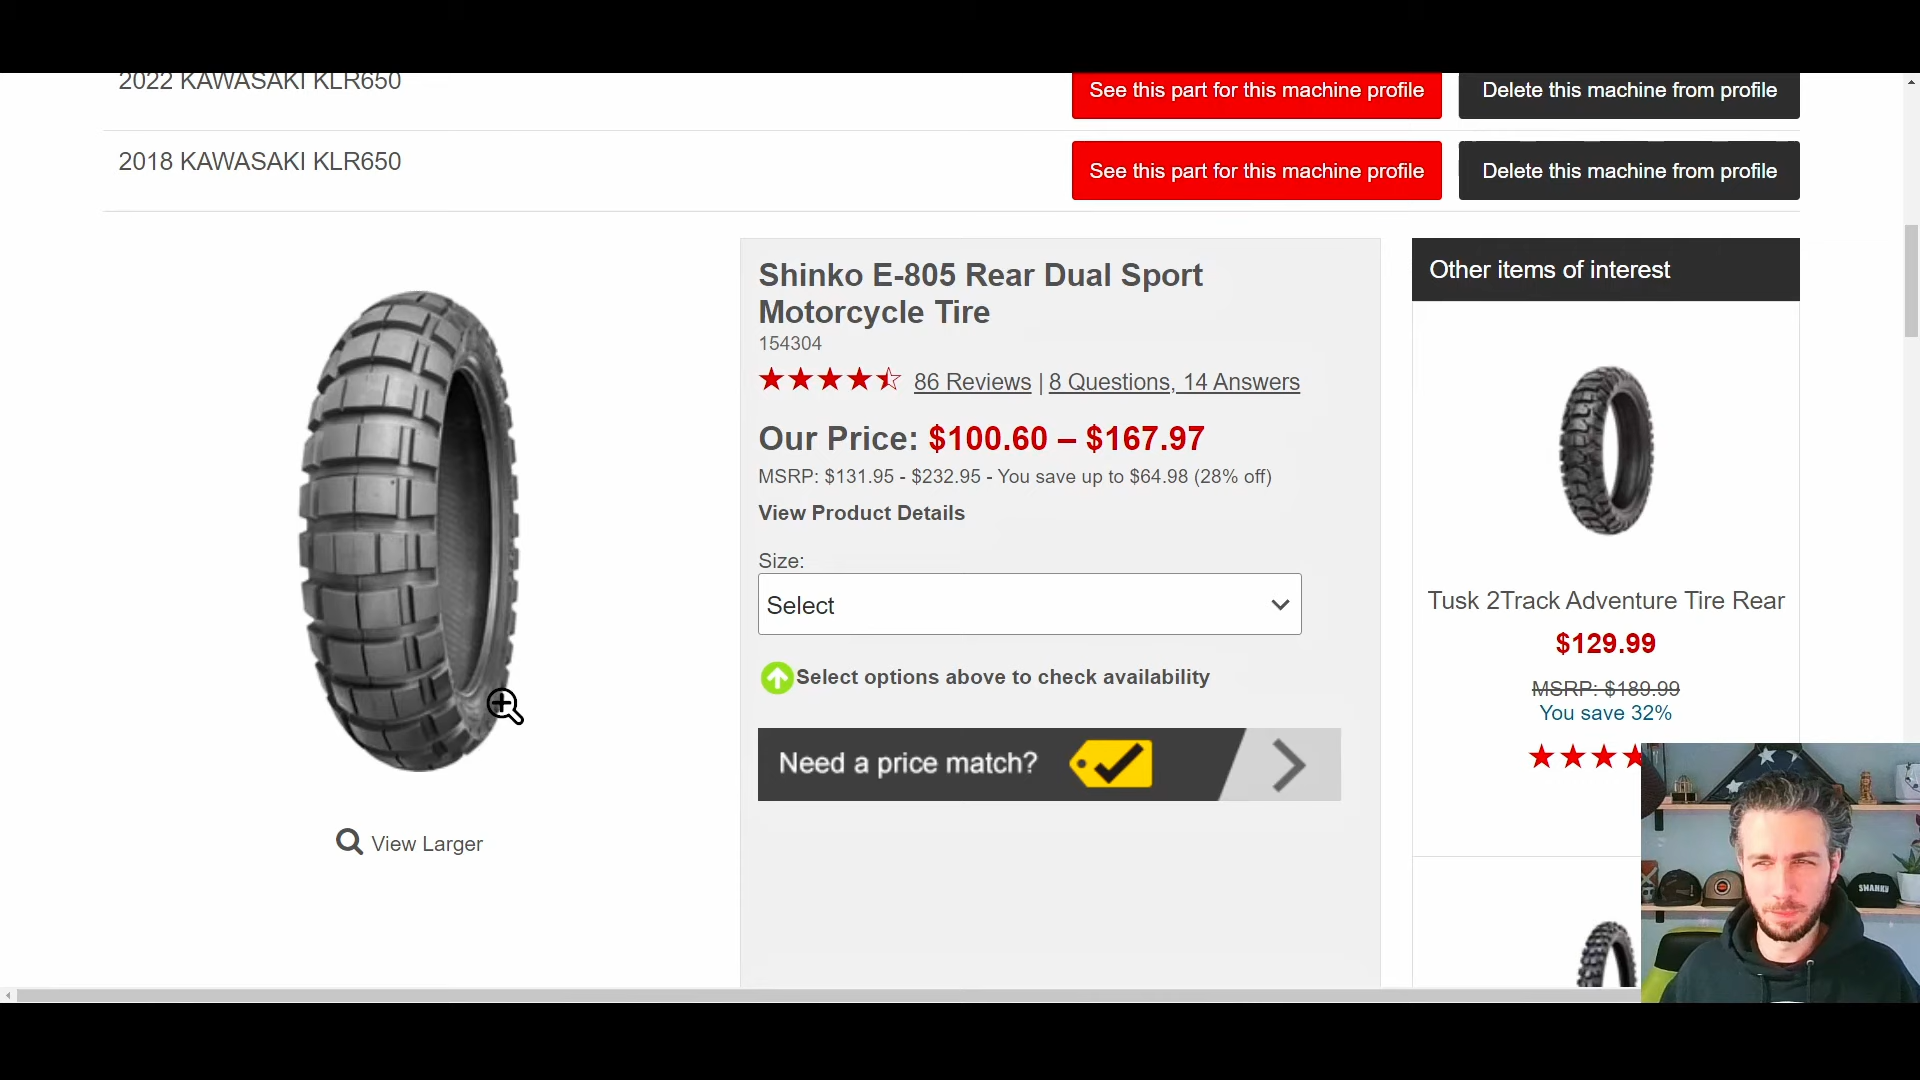 2022 KAWASAKI KLR650
See this part for this machine profile
Delete this machine from profile
2018 KAWASAKI KLR650
See this part for this machine profile
Delete this machine from profile
Shinko E-805 Rear Dual Sport
Motorcycle Tire
154304
86 Reviews | 8 Questions, 14 Answers
Our Price: $100.60 – $167.97
MSRP: $131.95 - $232.95 - You save up to $64.98 (28% off)
View Product Details
Size:
Select
Select options above to check availability
Need a price match?
View Larger
Other items of interest
Tusk 2Track Adventure Tire Rear
$129.99
MSRP: $189.99
You save 32%
SWANKY